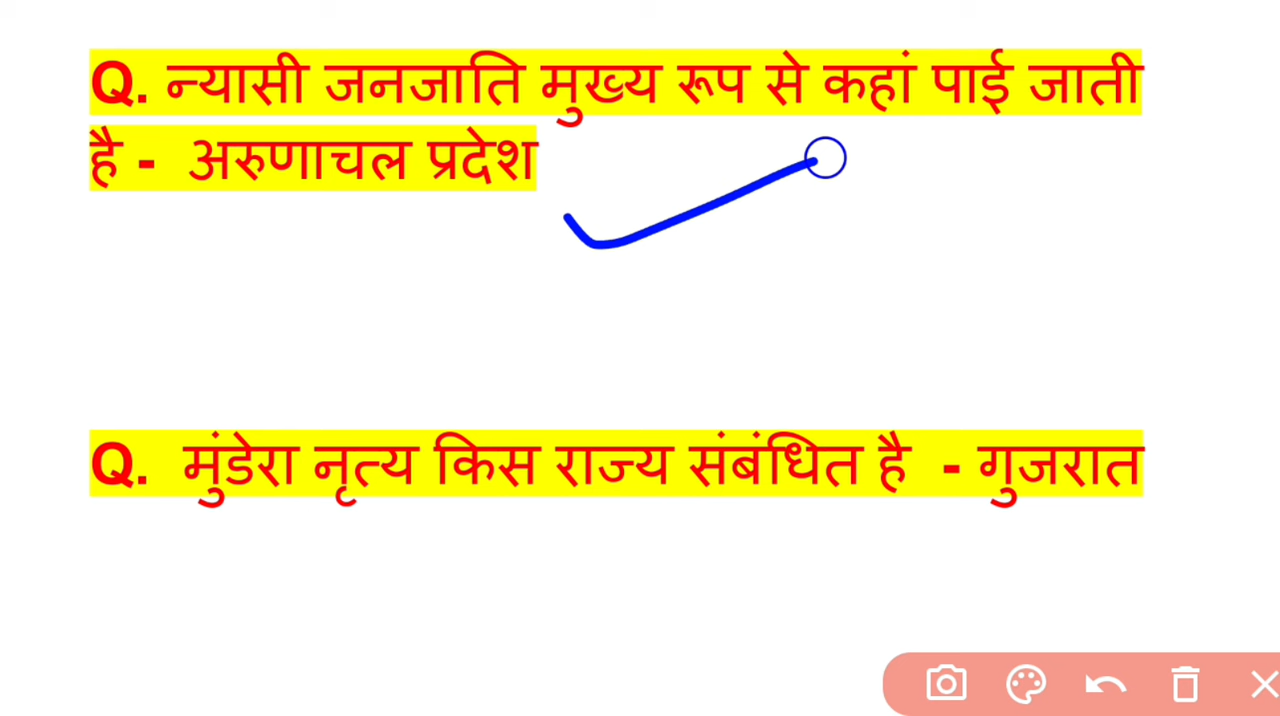 Q. न्यासी जनजाति मुख्य रूप से कहां पाई जाती
है - अरुणाचल प्रदेश
Q. मुंडेरा नृत्य किस राज्य संबंधित है - गुजरात